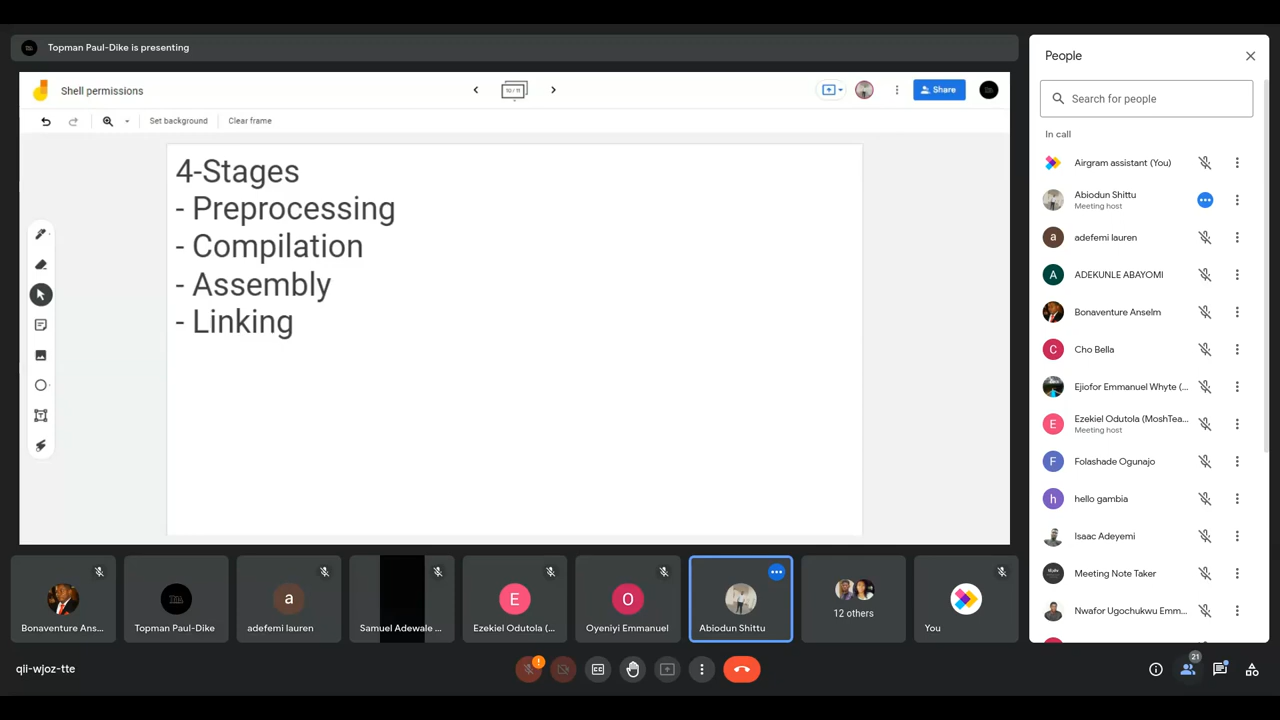 Topman Paul-Dike is presenting
Shell permissions
10 / 11
Share
Set background
Clear frame
4-Stages
- Preprocessing
- Compilation
- Assembly
- Linking
People
Search for people
In call
Airgram assistant (You)
Abiodun Shittu
Meeting host
a
adefemi lauren
A
ADEKUNLE ABAYOMI
Bonaventure Anselm
C
Cho Bella
Ejiofor Emmanuel Whyte (...
E
Ezekiel Odutola (MoshTea...
Meeting host
F
Folashade Ogunajo
h
hello gambia
Isaac Adeyemi
Meeting Note Taker
Nwafor Ugochukwu Emm...
Bonaventure Ans...
Topman Paul-Dike
a
adefemi lauren
Samuel Adewale ...
E
Ezekiel Odutola (...
O
Oyeniyi Emmanuel
Abiodun Shittu
12 others
You
qii-wjoz-tte
21